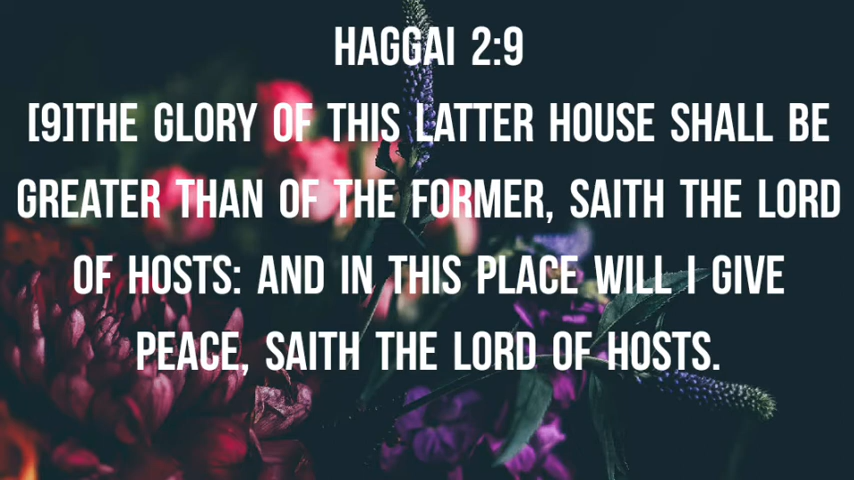 HAGGAI 2:9
[9]THE GLORY OF THIS LATTER HOUSE SHALL BE
GREATER THAN OF THE FORMER, SAITH THE LORD
OF HOSTS: AND IN THIS PLACE WILL I GIVE
PEACE, SAITH THE LORD OF HOSTS.